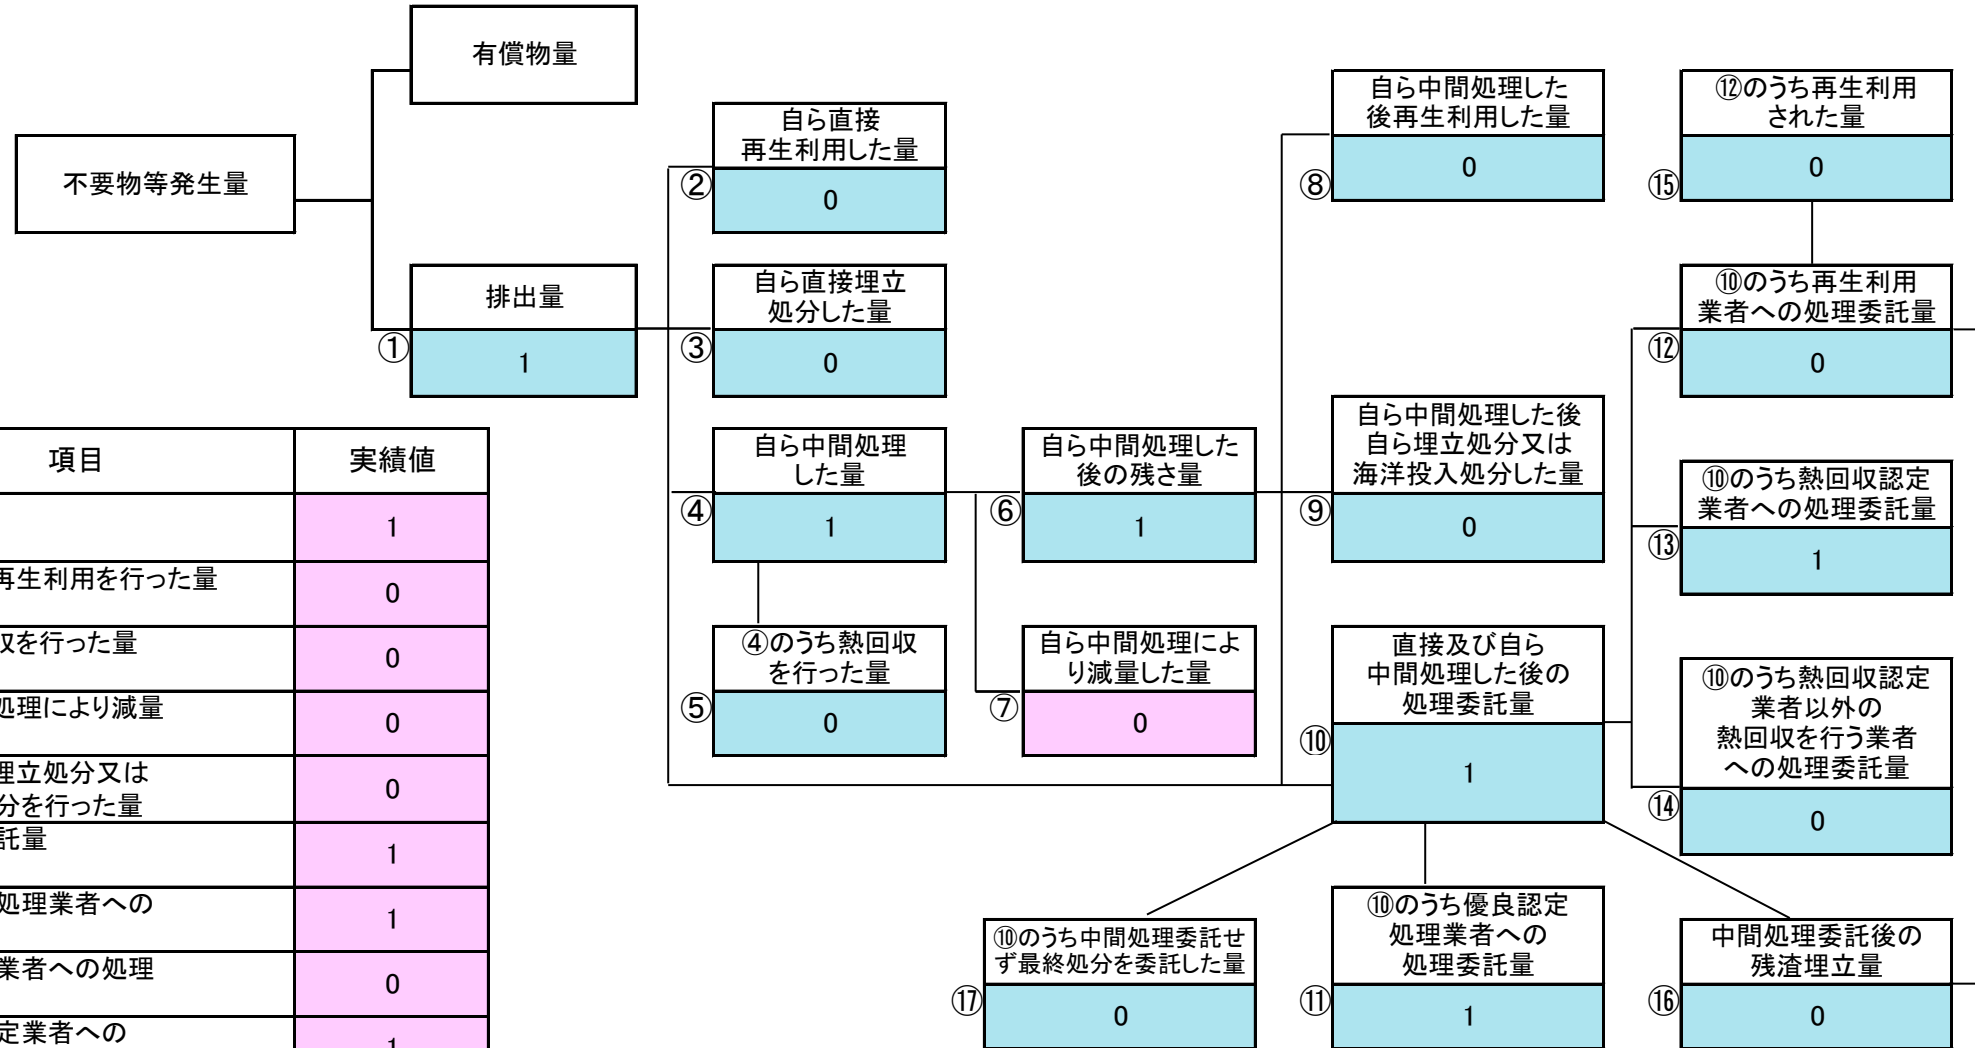 有償物量
不要物等発生量
排出量
①
1
自ら直接
再生利用した量
②
0
自ら直接埋立
処分した量
③
0
自ら中間処理
した量
④
1
④のうち熱回収
を行った量
⑤
0
自ら中間処理した
後の残さ量
⑥
1
自ら中間処理によ
り減量した量
⑦
0
自ら中間処理した
後再生利用した量
⑧
0
自ら中間処理した後
自ら埋立処分又は
海洋投入処分した量
⑨
0
直接及び自ら
中間処理した後の
処理委託量
⑩
1
⑩のうち優良認定
処理業者への
処理委託量
⑪
1
⑫のうち再生利用
された量
⑮
0
⑩のうち再生利用
業者への処理委託量
⑫
0
⑩のうち熱回収認定
業者への処理委託量
⑬
1
⑩のうち熱回収認定
業者以外の
熱回収を行う業者
への処理委託量
⑭
0
中間処理委託後の
残渣埋立量
⑯
0
⑩のうち中間処理委託せ
ず最終処分を委託した量
⑰
0
項目 実績値
1
再生利用を行った量 0
を行った量 0
処理により減量 0
埋立処分又は
分を行った量 0
託量 1
処理業者への 1
業者への処理 0
定業者への 1